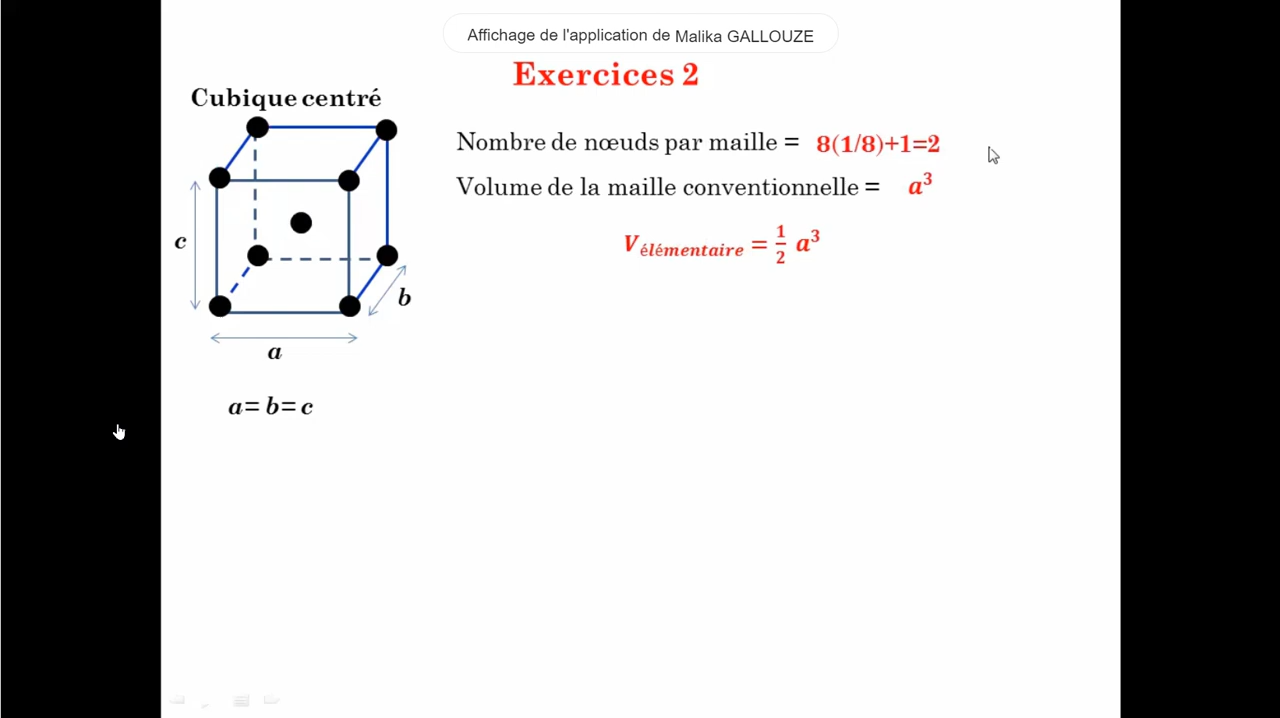 Affichage de l'application de Malika GALLOUZE
Exercices 2
Cubique centré
Nombre de nœuds par maille = 8(1/8)+1=2
Volume de la maille conventionnelle = a³
V élémentaire = 1/2 a³
c
b
a
a= b= c